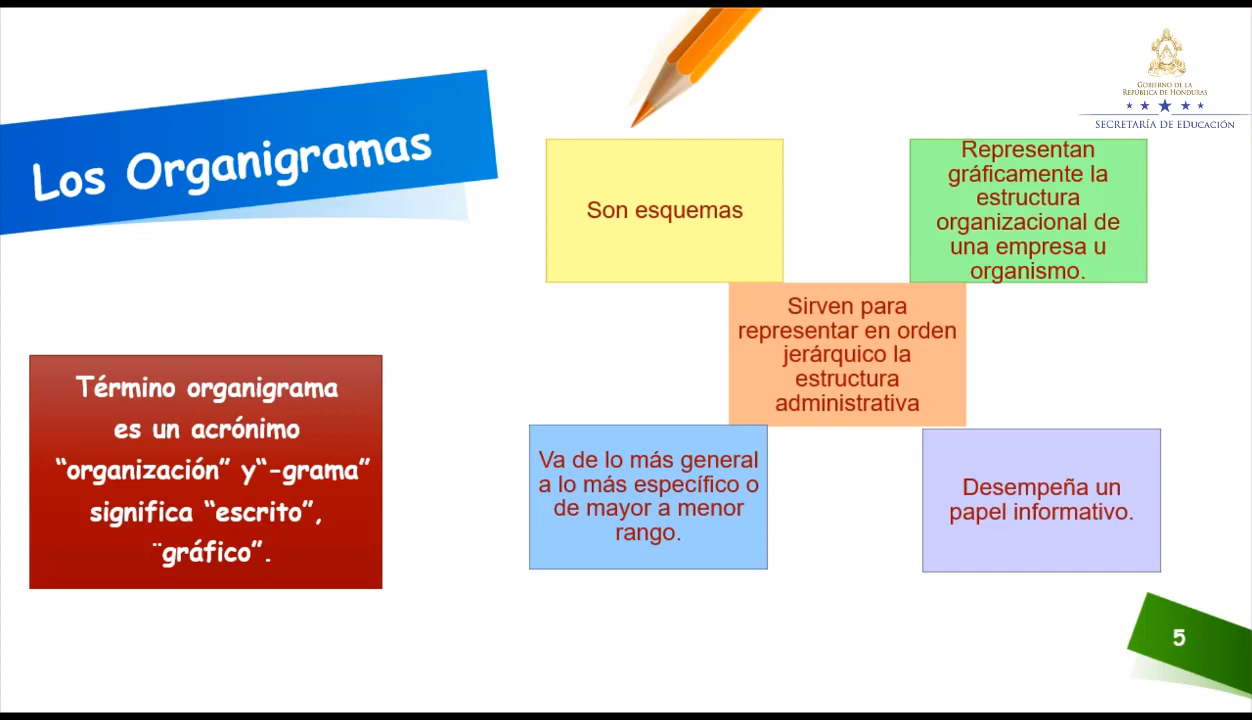 Los Organigramas
GOBIERNO DE LA
REPÚBLICA DE HONDURAS
SECRETARÍA DE EDUCACIÓN
Son esquemas
Representan
gráficamente la
estructura
organizacional de
una empresa u
organismo.
Sirven para
representar en orden
jerárquico la
estructura
administrativa
Término organigrama
es un acrónimo
“organización” y“-grama”
significa “escrito”,
¨gráfico”.
Va de lo más general
a lo más específico o
de mayor a menor
rango.
Desempeña un
papel informativo.
5